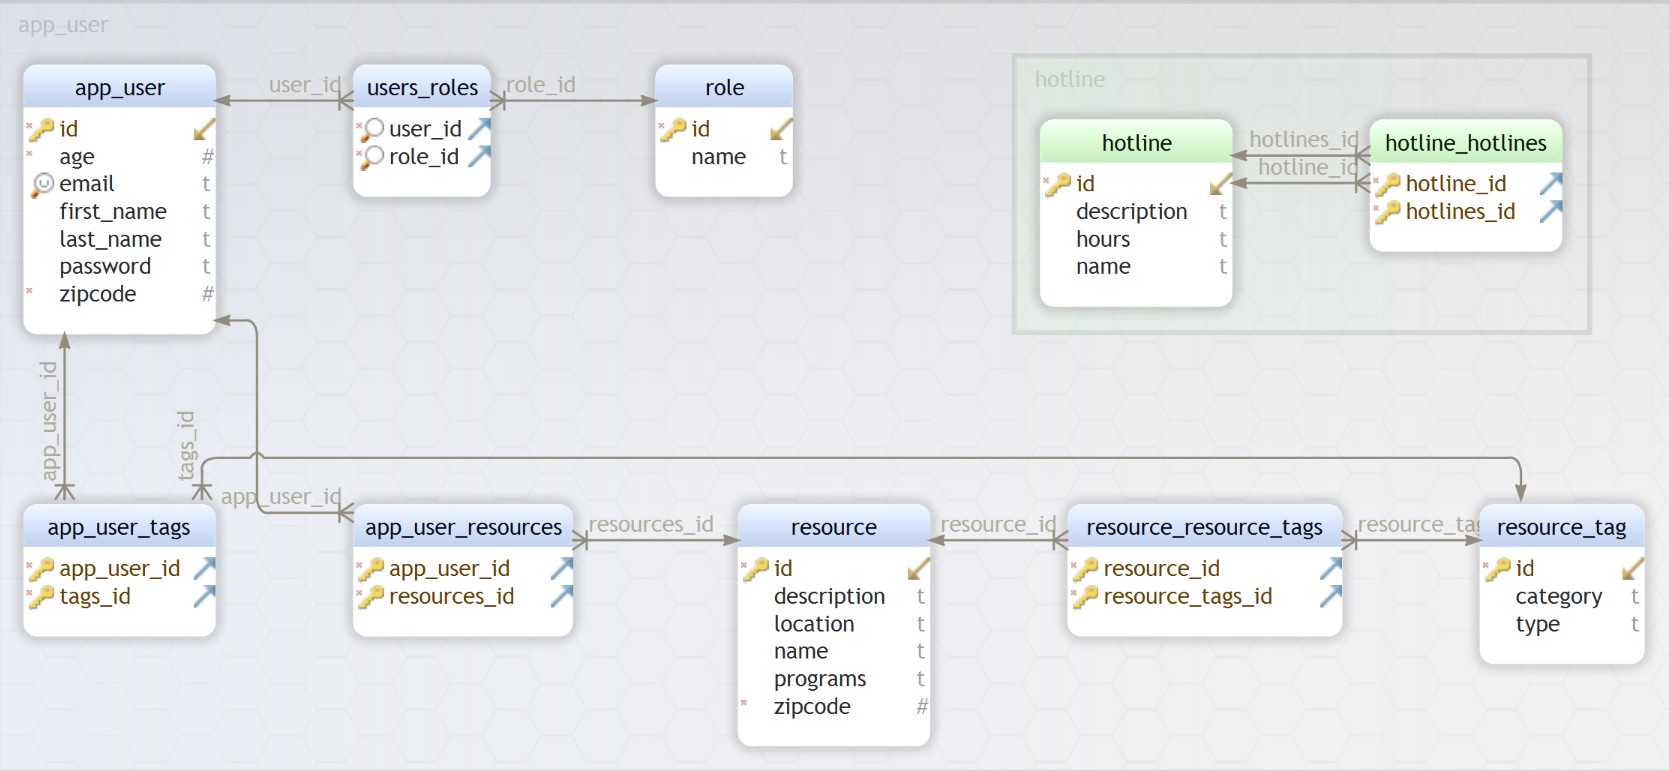 app_user
app_user
id
age #
email t
first_name t
last_name t
password t
zipcode #
user_id
users_roles
user_id
role_id
role_id
role
id
name t
hotline
hotline
id
description t
hours t
name t
hotlines_id
hotline_id
hotline_hotlines
hotline_id
hotlines_id
app_user_id
tags_id
app_user_id
app_user_tags
app_user_id
tags_id
app_user_resources
app_user_id
resources_id
resources_id
resource
id
description t
location t
name t
programs t
zipcode #
resource_id
resource_resource_tags
resource_id
resource_tags_id
resource_tag
resource_tag
id
category t
type t